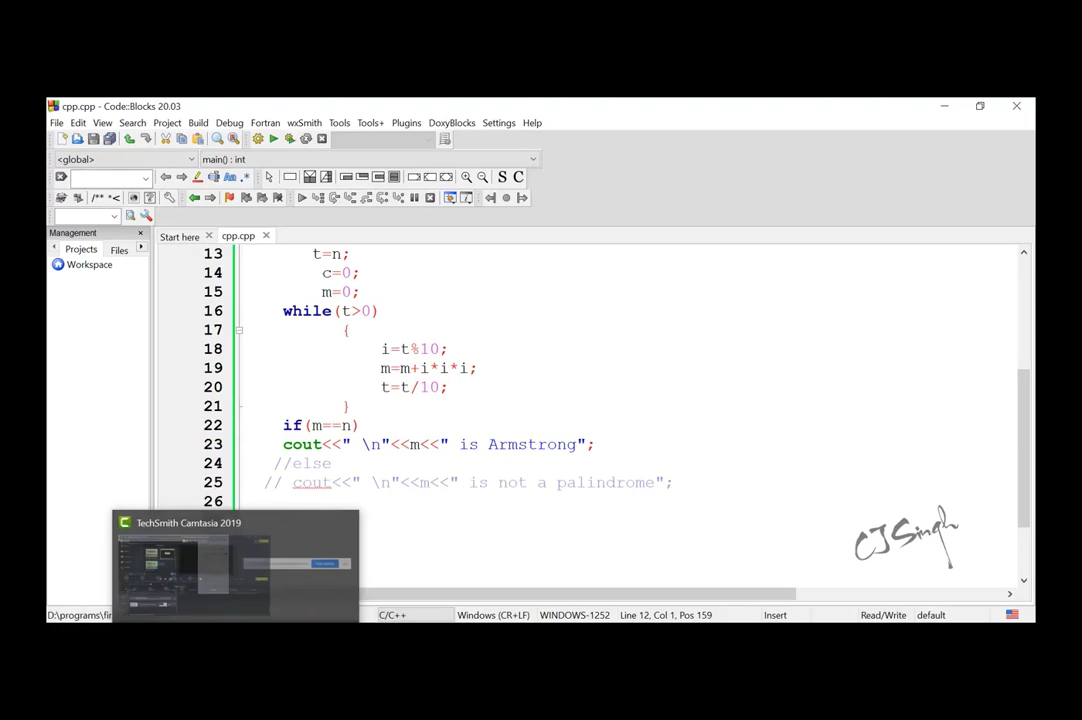 cpp.cpp - Code::Blocks 20.03
File Edit View Search Project Build Debug Fortran wxSmith Tools Tools+ Plugins DoxyBlocks Settings Help
<global> main() : int
S C
/** *<
Management
Start here cpp.cpp
Projects Files
Workspace
13 t=n;
14 c=0;
15 m=0;
16 while(t>0)
17 {
18 i=t%10;
19 m=m+i*i*i;
20 t=t/10;
21 }
22 if(m==n)
23 cout<<" \n"<<m<<" is Armstrong";
24 //else
25 // cout<<" \n"<<m<<" is not a palindrome";
26
TechSmith Camtasia 2019
CJSingh
D:\programs\fir C/C++ Windows (CR+LF) WINDOWS-1252 Line 12, Col 1, Pos 159 Insert Read/Write default